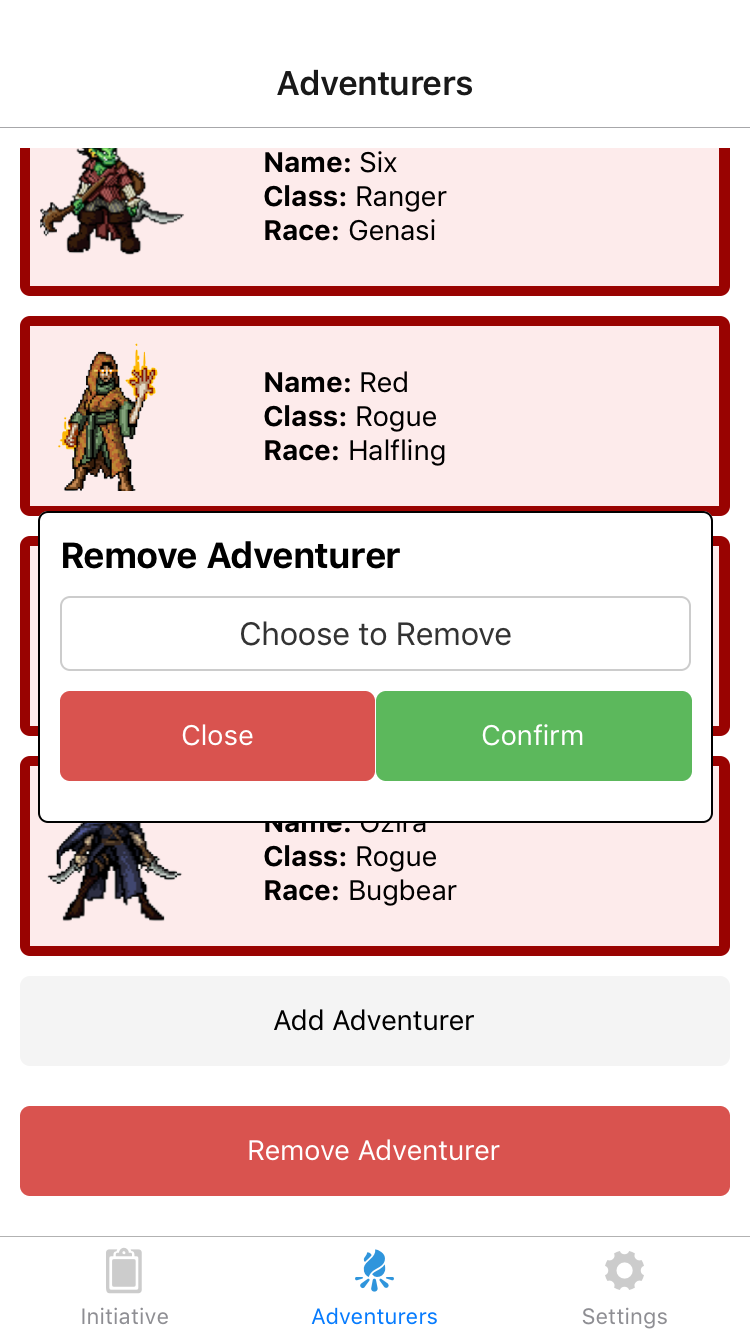 Adventurers
Name: Six
Class: Ranger
Race: Genasi
Name: Red
Class: Rogue
Race: Halfling
Remove Adventurer
Choose to Remove
Close
Confirm
Name: Ozira
Class: Rogue
Race: Bugbear
Add Adventurer
Remove Adventurer
Initiative
Adventurers
Settings